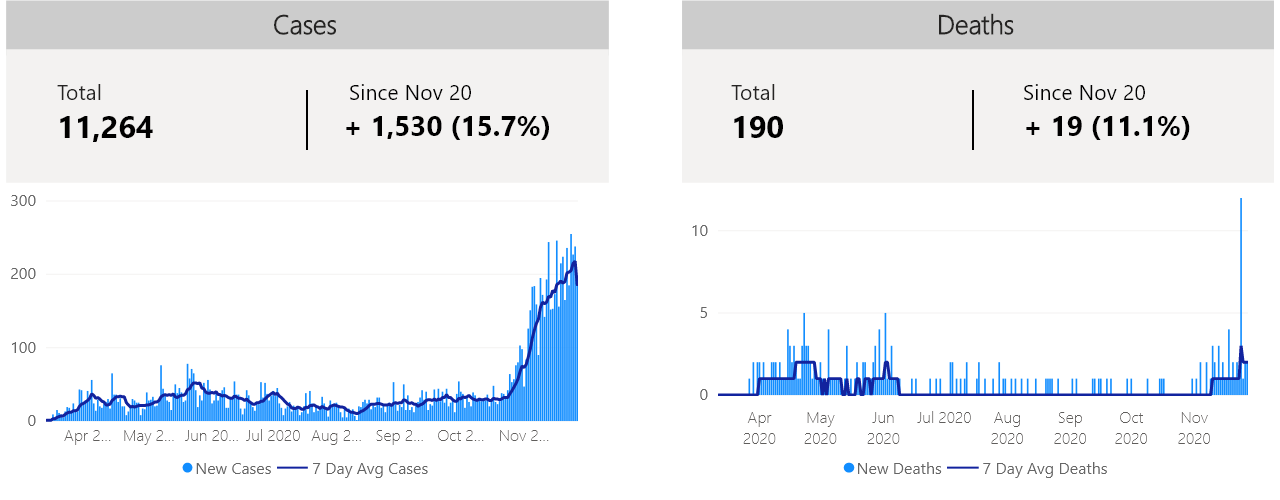 Cases
Total
11,264
Since Nov 20
+ 1,530 (15.7%)
300
200
100
0
Apr 2... May 2... Jun 20... Jul 2020 Aug 2... Sep 2... Oct 2... Nov 2...
New Cases 7 Day Avg Cases
Deaths
Total
190
Since Nov 20
+ 19 (11.1%)
10
5
0
Apr 2020 May 2020 Jun 2020 Jul 2020 Aug 2020 Sep 2020 Oct 2020 Nov 2020
New Deaths 7 Day Avg Deaths